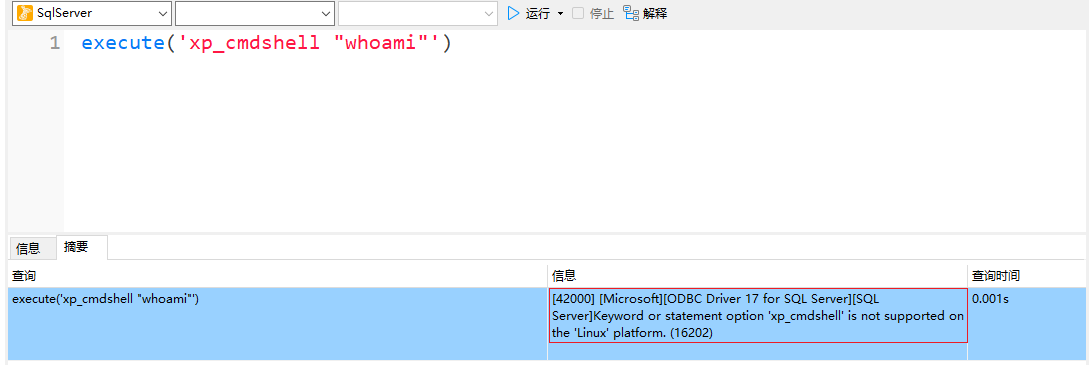 SqlServer 运行 停止 解释
1 execute('xp_cmdshell "whoami"')
信息 摘要
查询 信息 查询时间
execute('xp_cmdshell "whoami"') [42000] [Microsoft][ODBC Driver 17 for SQL Server][SQL 0.001s
Server]Keyword or statement option 'xp_cmdshell' is not supported on
the 'Linux' platform. (16202)